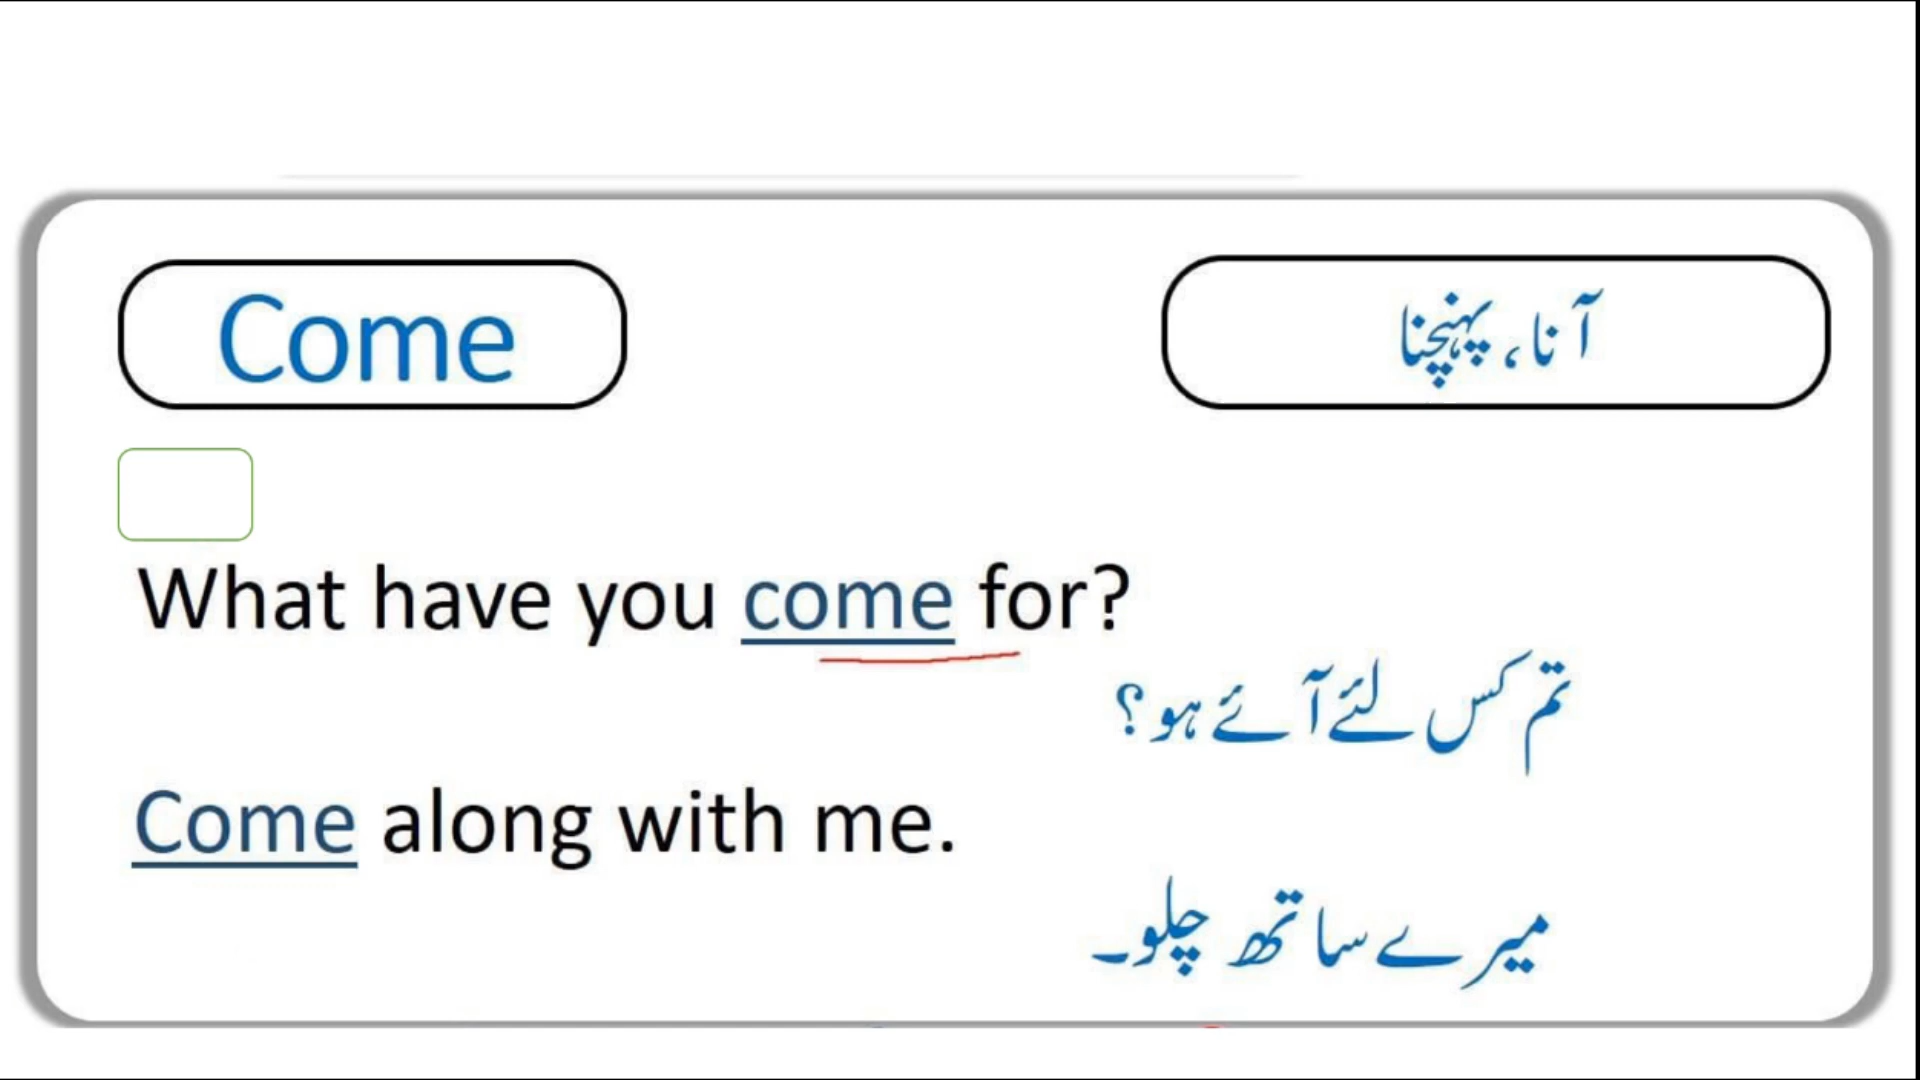 Come
آنا، پہنچنا
What have you come for?
تم کس لئے آئے ہو؟
Come along with me.
میرے ساتھ چلو۔